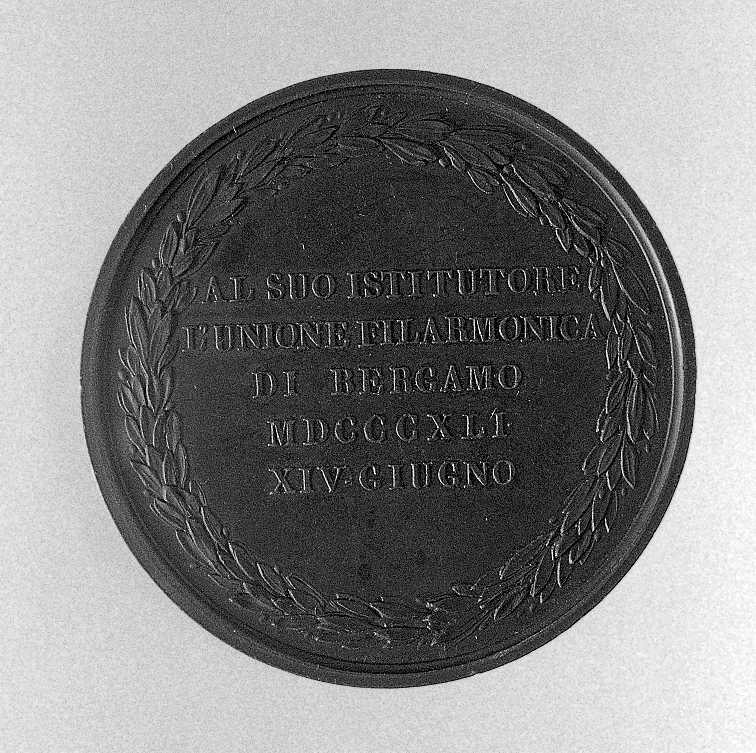 AL SUO ISTITUTORE
L'UNIONE FILARMONICA
DI BERGAMO
MDCCCXLI
XIV·GIUGNO